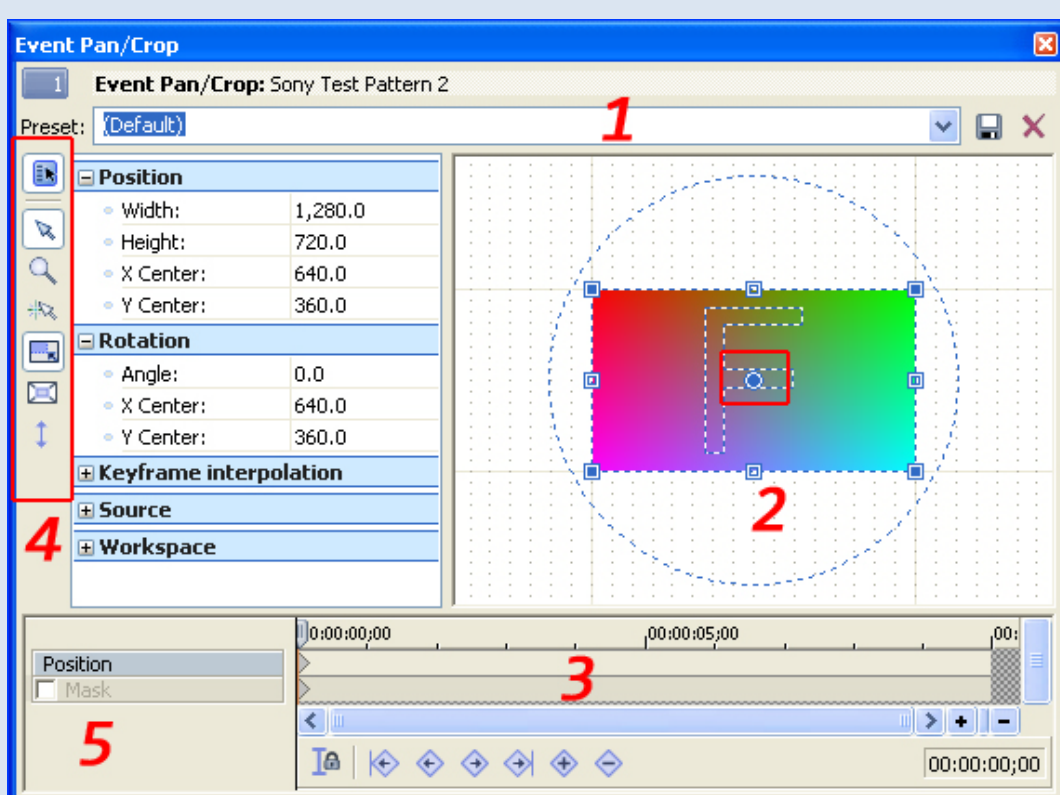 Event Pan/Crop
1 Event Pan/Crop: Sony Test Pattern 2
Preset: (Default)
1
Position
Width: 1,280.0
Height: 720.0
X Center: 640.0
Y Center: 360.0
Rotation
Angle: 0.0
X Center: 640.0
Y Center: 360.0
Keyframe interpolation
Source
Workspace
F
2
4
0:00:00;00 00:00:05;00 00:
Position
Mask
3
5
00:00:00;00